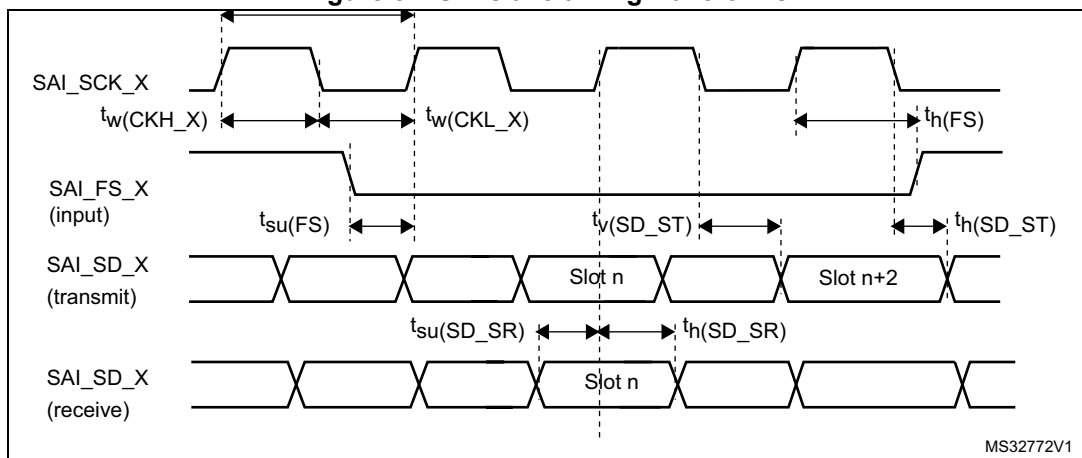 SAI_SCK_X
tw(CKH_X)
tw(CKL_X)
th(FS)
SAI_FS_X
(input)
tsu(FS)
tv(SD_ST)
th(SD_ST)
SAI_SD_X
(transmit)
Slot n
Slot n+2
tsu(SD_SR)
th(SD_SR)
SAI_SD_X
(receive)
Slot n
MS32772V1